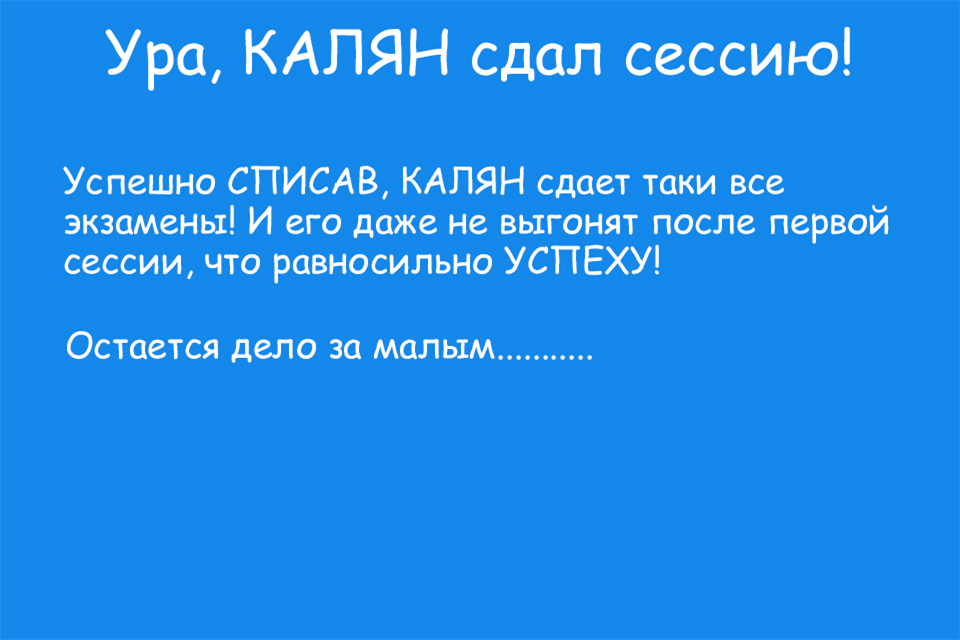 Ура, КАЛЯН сдал сессию!
Успешно СПИСАВ, КАЛЯН сдает таки все
экзамены! И его даже не выгонят после первой
сессии, что равносильно УСПЕХУ!
Остается дело за малым...........